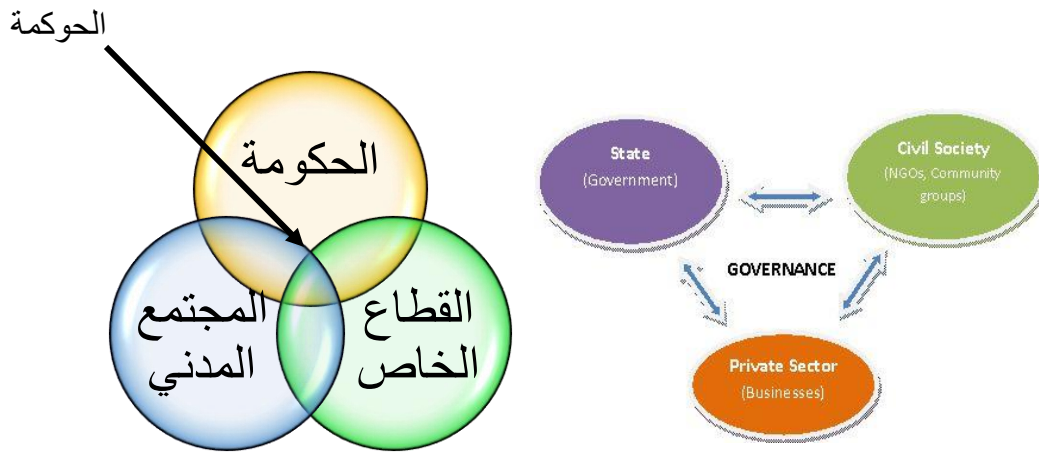 الحوكمة
الحكومة
المجتمع
المدني
القطاع
الخاص
State
(Government)
Civil Society
(NGOs, Community
groups)
GOVERNANCE
Private Sector
(Businesses)